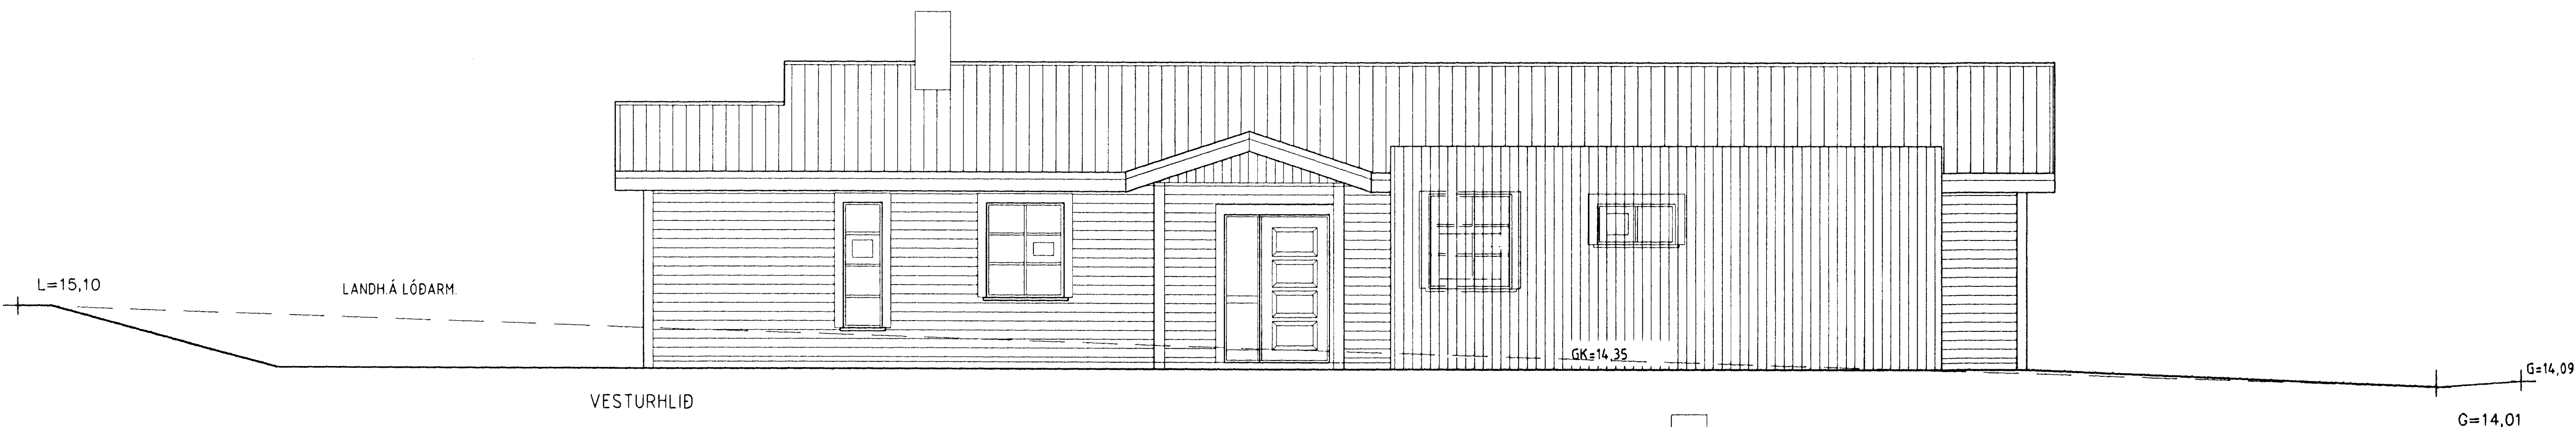 L=15,10
LANDH.Á LÓÐARM.
GK=14,35
G=14,09
VESTURHLIÐ
G=14,01